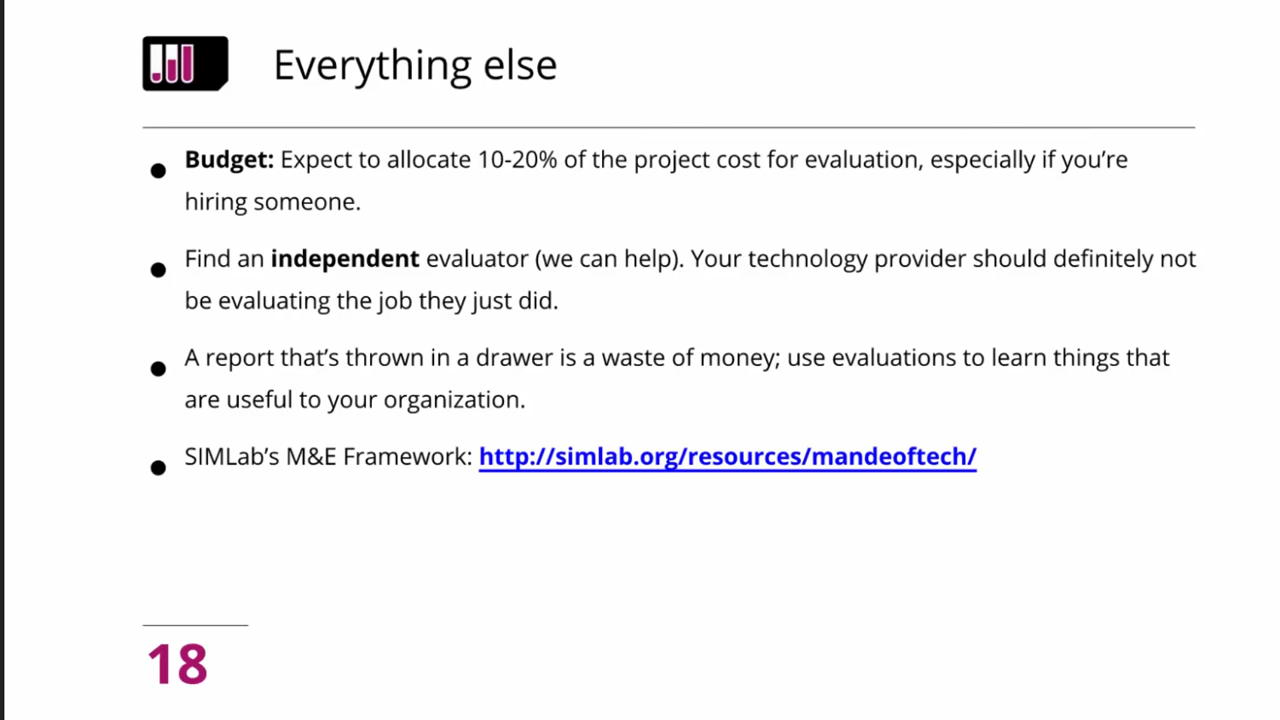 Everything else
● Budget: Expect to allocate 10-20% of the project cost for evaluation, especially if you’re
hiring someone.
● Find an independent evaluator (we can help). Your technology provider should definitely not
be evaluating the job they just did.
● A report that’s thrown in a drawer is a waste of money; use evaluations to learn things that
are useful to your organization.
● SIMLab’s M&E Framework: http://simlab.org/resources/mandeoftech/
18